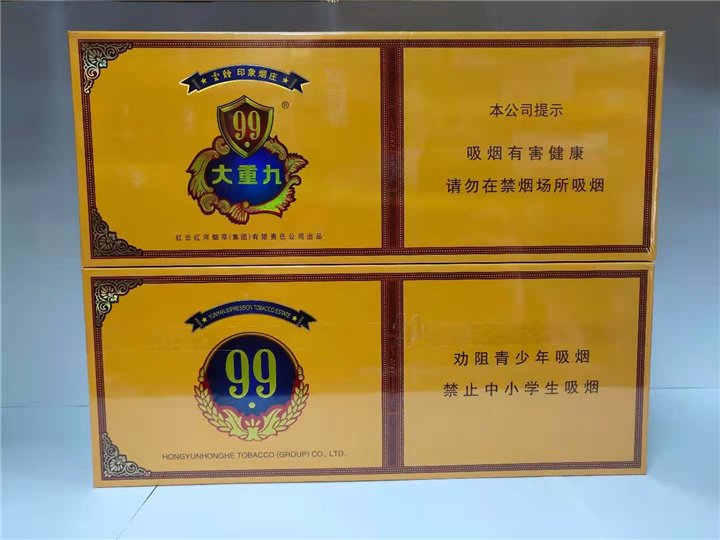 云烟 印象烟庄
99
®
大重九
红云红河烟草(集团)有限责任公司出品
本公司提示
吸烟有害健康
请勿在禁烟场所吸烟
YUNYAN IMPRESSION TOBACCO ESTATE
99
HONGYUNHONGHE TOBACCO (GROUP) CO., LTD.
劝阻青少年吸烟
禁止中小学生吸烟